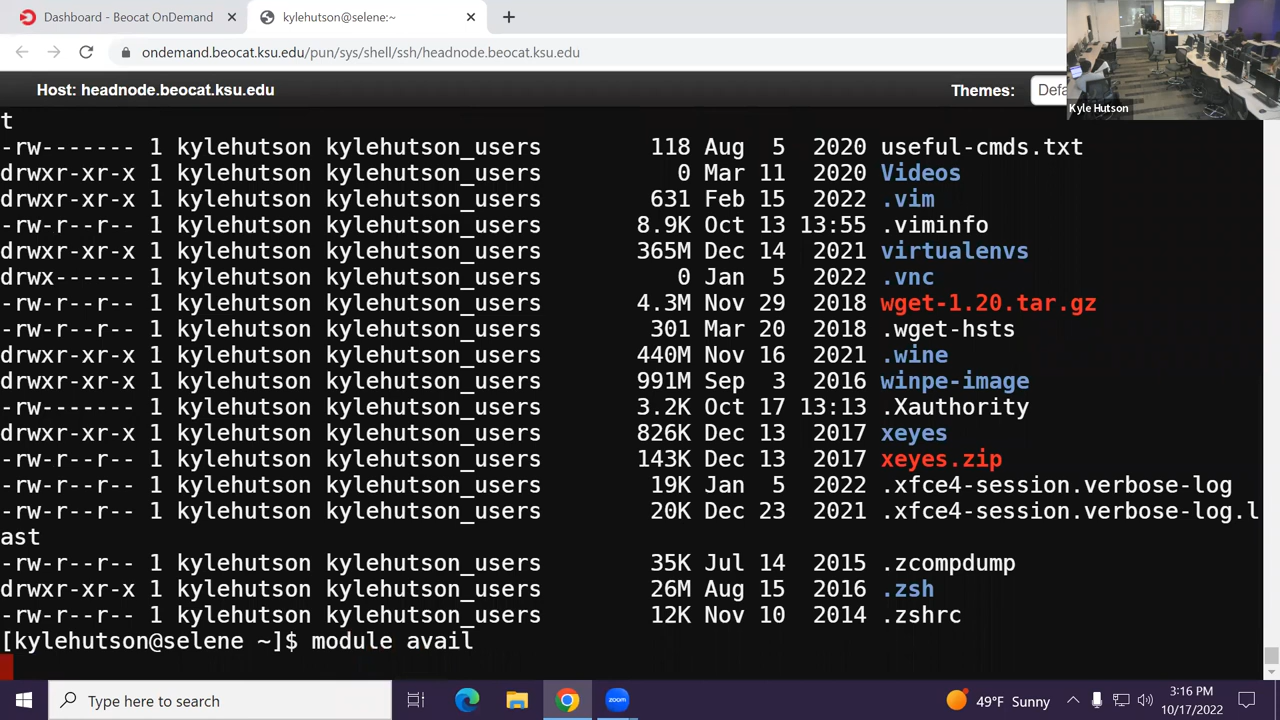 Dashboard - Beocat OnDemand
kylehutson@selene:~
ondemand.beocat.ksu.edu/pun/sys/shell/ssh/headnode.beocat.ksu.edu
Host: headnode.beocat.ksu.edu
Themes:
Defa
Kyle Hutson
t
-rw------- 1 kylehutson kylehutson_users 118 Aug 5 2020 useful-cmds.txt
drwxr-xr-x 1 kylehutson kylehutson_users 0 Mar 11 2020 Videos
drwxr-xr-x 1 kylehutson kylehutson_users 631 Feb 15 2022 .vim
-rw-r--r-- 1 kylehutson kylehutson_users 8.9K Oct 13 13:55 .viminfo
drwxr-xr-x 1 kylehutson kylehutson_users 365M Dec 14 2021 virtualenvs
drwx------ 1 kylehutson kylehutson_users 0 Jan 5 2022 .vnc
-rw-r--r-- 1 kylehutson kylehutson_users 4.3M Nov 29 2018 wget-1.20.tar.gz
-rw-r--r-- 1 kylehutson kylehutson_users 301 Mar 20 2018 .wget-hsts
drwxr-xr-x 1 kylehutson kylehutson_users 440M Nov 16 2021 .wine
drwxr-xr-x 1 kylehutson kylehutson_users 991M Sep 3 2016 winpe-image
-rw------- 1 kylehutson kylehutson_users 3.2K Oct 17 13:13 .Xauthority
drwxr-xr-x 1 kylehutson kylehutson_users 826K Dec 13 2017 xeyes
-rw-r--r-- 1 kylehutson kylehutson_users 143K Dec 13 2017 xeyes.zip
-rw-r--r-- 1 kylehutson kylehutson_users 19K Jan 5 2022 .xfce4-session.verbose-log
-rw-r--r-- 1 kylehutson kylehutson_users 20K Dec 23 2021 .xfce4-session.verbose-log.l
ast
-rw-r--r-- 1 kylehutson kylehutson_users 35K Jul 14 2015 .zcompdump
drwxr-xr-x 1 kylehutson kylehutson_users 26M Aug 15 2016 .zsh
-rw-r--r-- 1 kylehutson kylehutson_users 12K Nov 10 2014 .zshrc
[kylehutson@selene ~]$ module avail
Type here to search
zoom
49°F Sunny
3:16 PM
10/17/2022